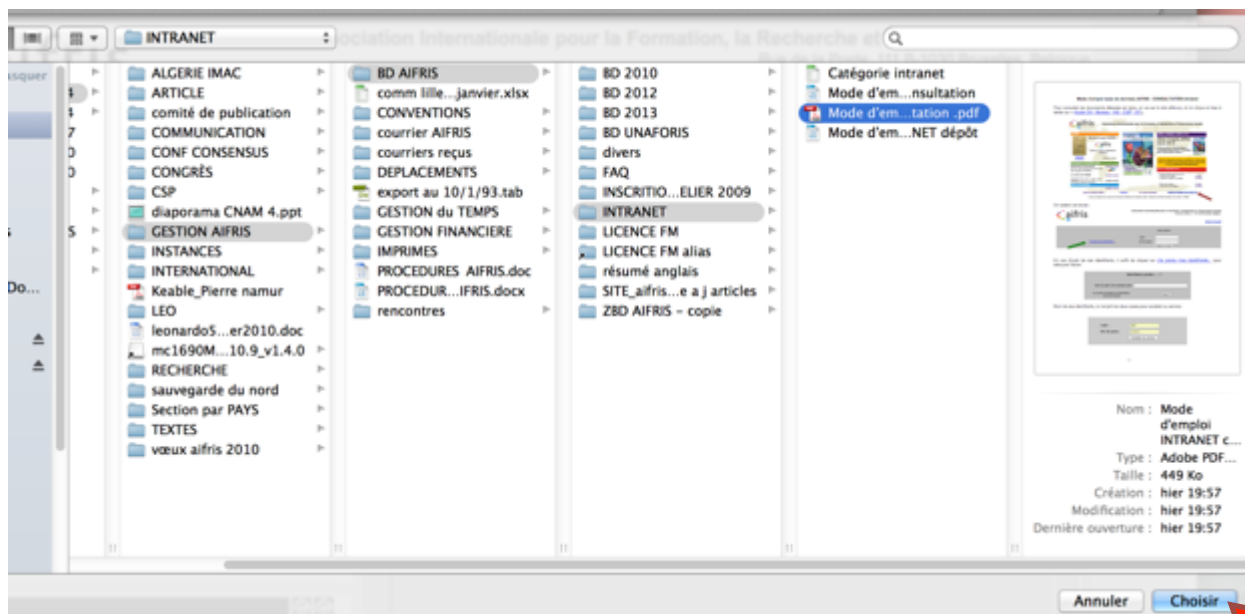 INTRANET
ociation Internationale pour la Formation, la Recherche et
asquer
ALGERIE IMAC
ARTICLE
comité de publication
COMMUNICATION
CONF CONSENSUS
CONGRÈS
CSP
diaporama CNAM 4.ppt
GESTION AIFRIS
INSTANCES
INTERNATIONAL
Keable_Pierre namur
LEO
leonardo5...er2010.doc
mc1690M...10.9_v1.4.0
RECHERCHE
sauvegarde du nord
Section par PAYS
TEXTES
vœux aifris 2010
Do...
BD AIFRIS
comm lille...janvier.xlsx
CONVENTIONS
courrier AIFRIS
courriers reçus
DEPLACEMENTS
export au 10/1/93.tab
GESTION du TEMPS
GESTION FINANCIERE
IMPRIMES
PROCEDURES AIFRIS.doc
PROCEDUR...IFRIS.docx
rencontres
BD 2010
BD 2012
BD 2013
BD UNAFORIS
divers
FAQ
INSCRITIO...ELIER 2009
INTRANET
LICENCE FM
LICENCE FM alias
résumé anglais
SITE_aifris...e a j articles
ZBD AIFRIS - copie
Catégorie intranet
Mode d'em...nsultation
Mode d'em...tation .pdf
Mode d'em...NET dépôt
aifris
aifris
Nom : Mode
d'emploi
INTRANET c...
Type : Adobe PDF...
Taille : 449 Ko
Création : hier 19:57
Modification : hier 19:57
Dernière ouverture : hier 19:57
Annuler
Choisir